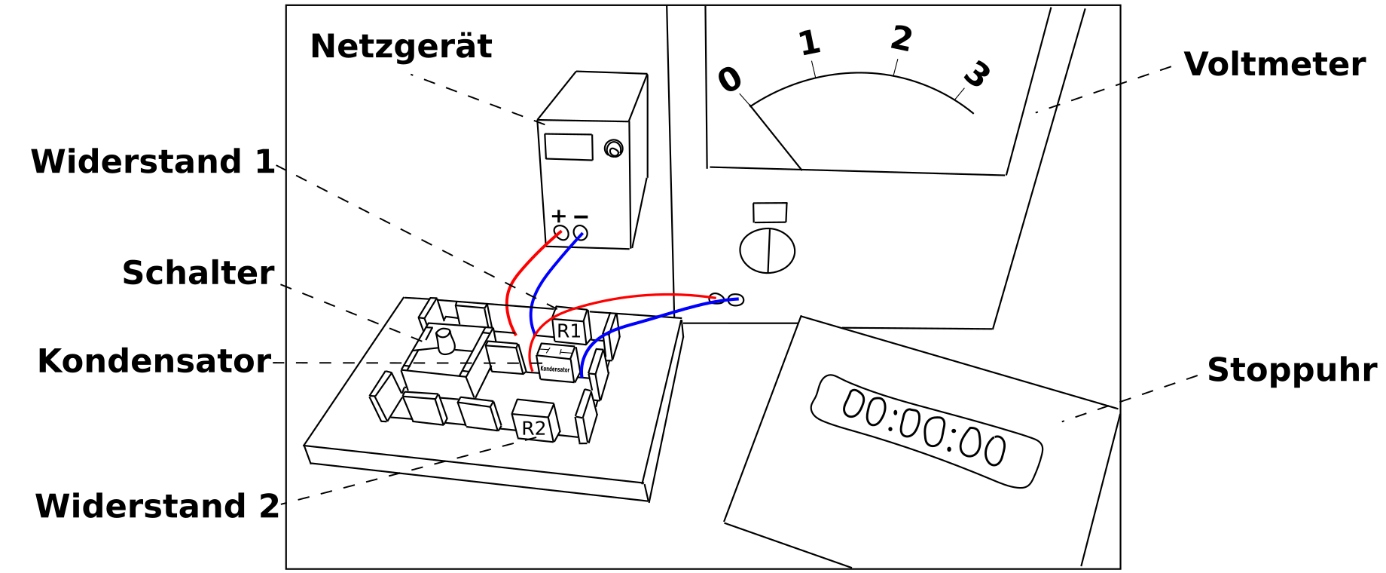 Netzgerät
0 1 2 3
Voltmeter
Widerstand 1
+ −
Schalter
R1
Kondensator
Kondensator
Stoppuhr
00:00:00
R2
Widerstand 2